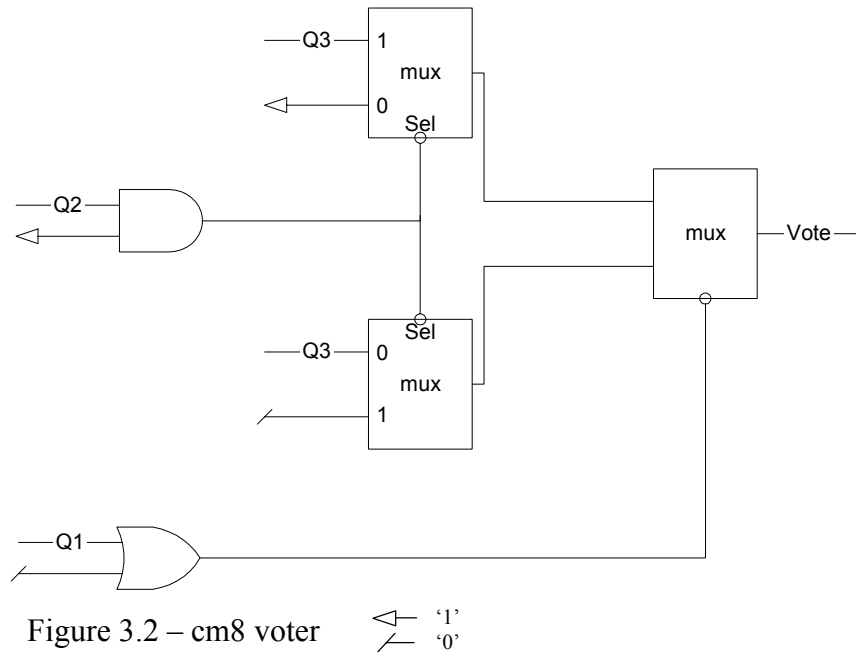 Q3 1
mux
0
Sel
Q2
mux Vote
Sel
Q3 0
mux
1
Q1
Figure 3.2 – cm8 voter ‘1’
‘0’